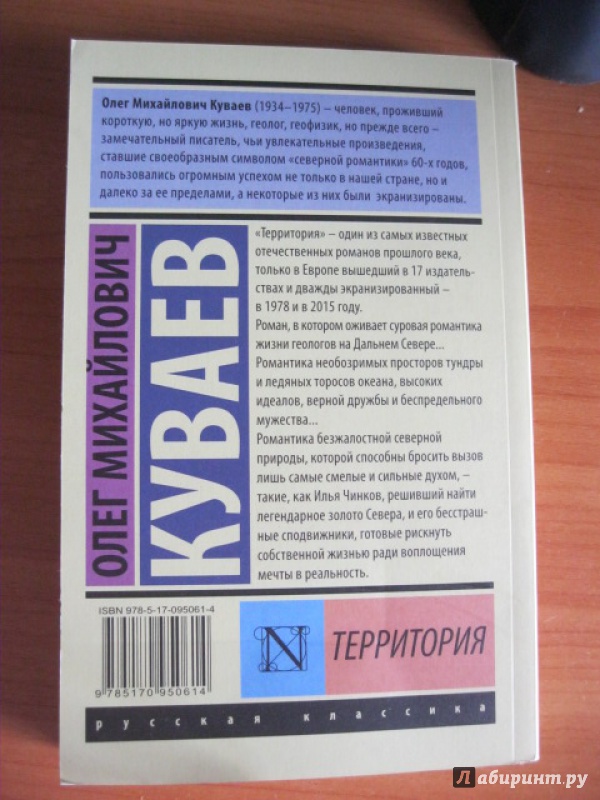 Олег Михайлович Куваев (1934–1975) – человек, проживший
короткую, но яркую жизнь, геолог, геофизик, но прежде всего –
замечательный писатель, чьи увлекательные произведения,
ставшие своеобразным символом «северной романтики» 60-х годов,
пользовались огромным успехом не только в нашей стране, но и
далеко за ее пределами, а некоторые из них были экранизированы.
ОЛЕГ МИХАЙЛОВИЧ
КУВАЕВ
«Территория» – один из самых известных
отечественных романов прошлого века,
только в Европе вышедший в 17 издатель-
ствах и дважды экранизированный –
в 1978 и в 2015 году.
Роман, в котором оживает суровая романтика
жизни геологов на Дальнем Севере...
Романтика необозримых просторов тундры
и ледяных торосов океана, высоких
идеалов, верной дружбы и беспредельного
мужества...
Романтика безжалостной северной
природы, которой способны бросить вызов
лишь самые смелые и сильные духом, –
такие, как Илья Чинков, решивший найти
легендарное золото Севера, и его бесстраш-
ные сподвижники, готовые рискнуть
собственной жизнью ради воплощения
мечты в реальность.
ISBN 978-5-17-095061-4
9 785170 950614
N
ТЕРРИТОРИЯ
русская классика
Лабиринт.ру